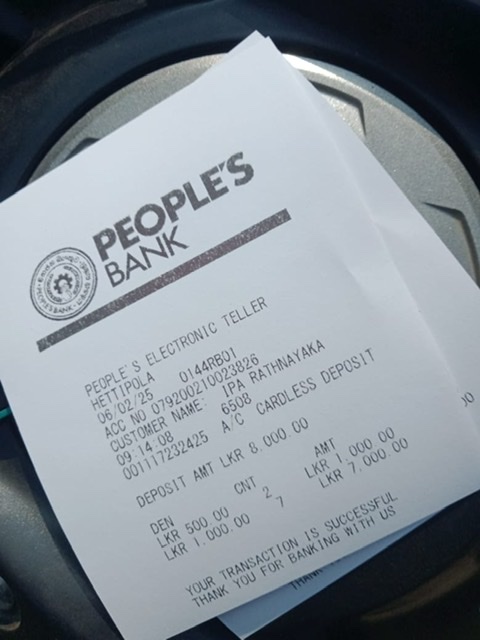 PEOPLE'S
BANK
PEOPLE'S ELECTRONIC TELLER
HETTIPOLA 0144RB01
06/02/25
ACC NO 079200210023826
CUSTOMER NAME: IPA RATHNAYAKA
09:14:08 6508
001117232425 A/C CARDLESS DEPOSIT
DEPOSIT AMT LKR 8,000.00
DEN CNT AMT
LKR 500.00 2 LKR 1,000.00
LKR 1,000.00 7 LKR 7,000.00
YOUR TRANSACTION IS SUCCESSFUL
THANK YOU FOR BANKING WITH US